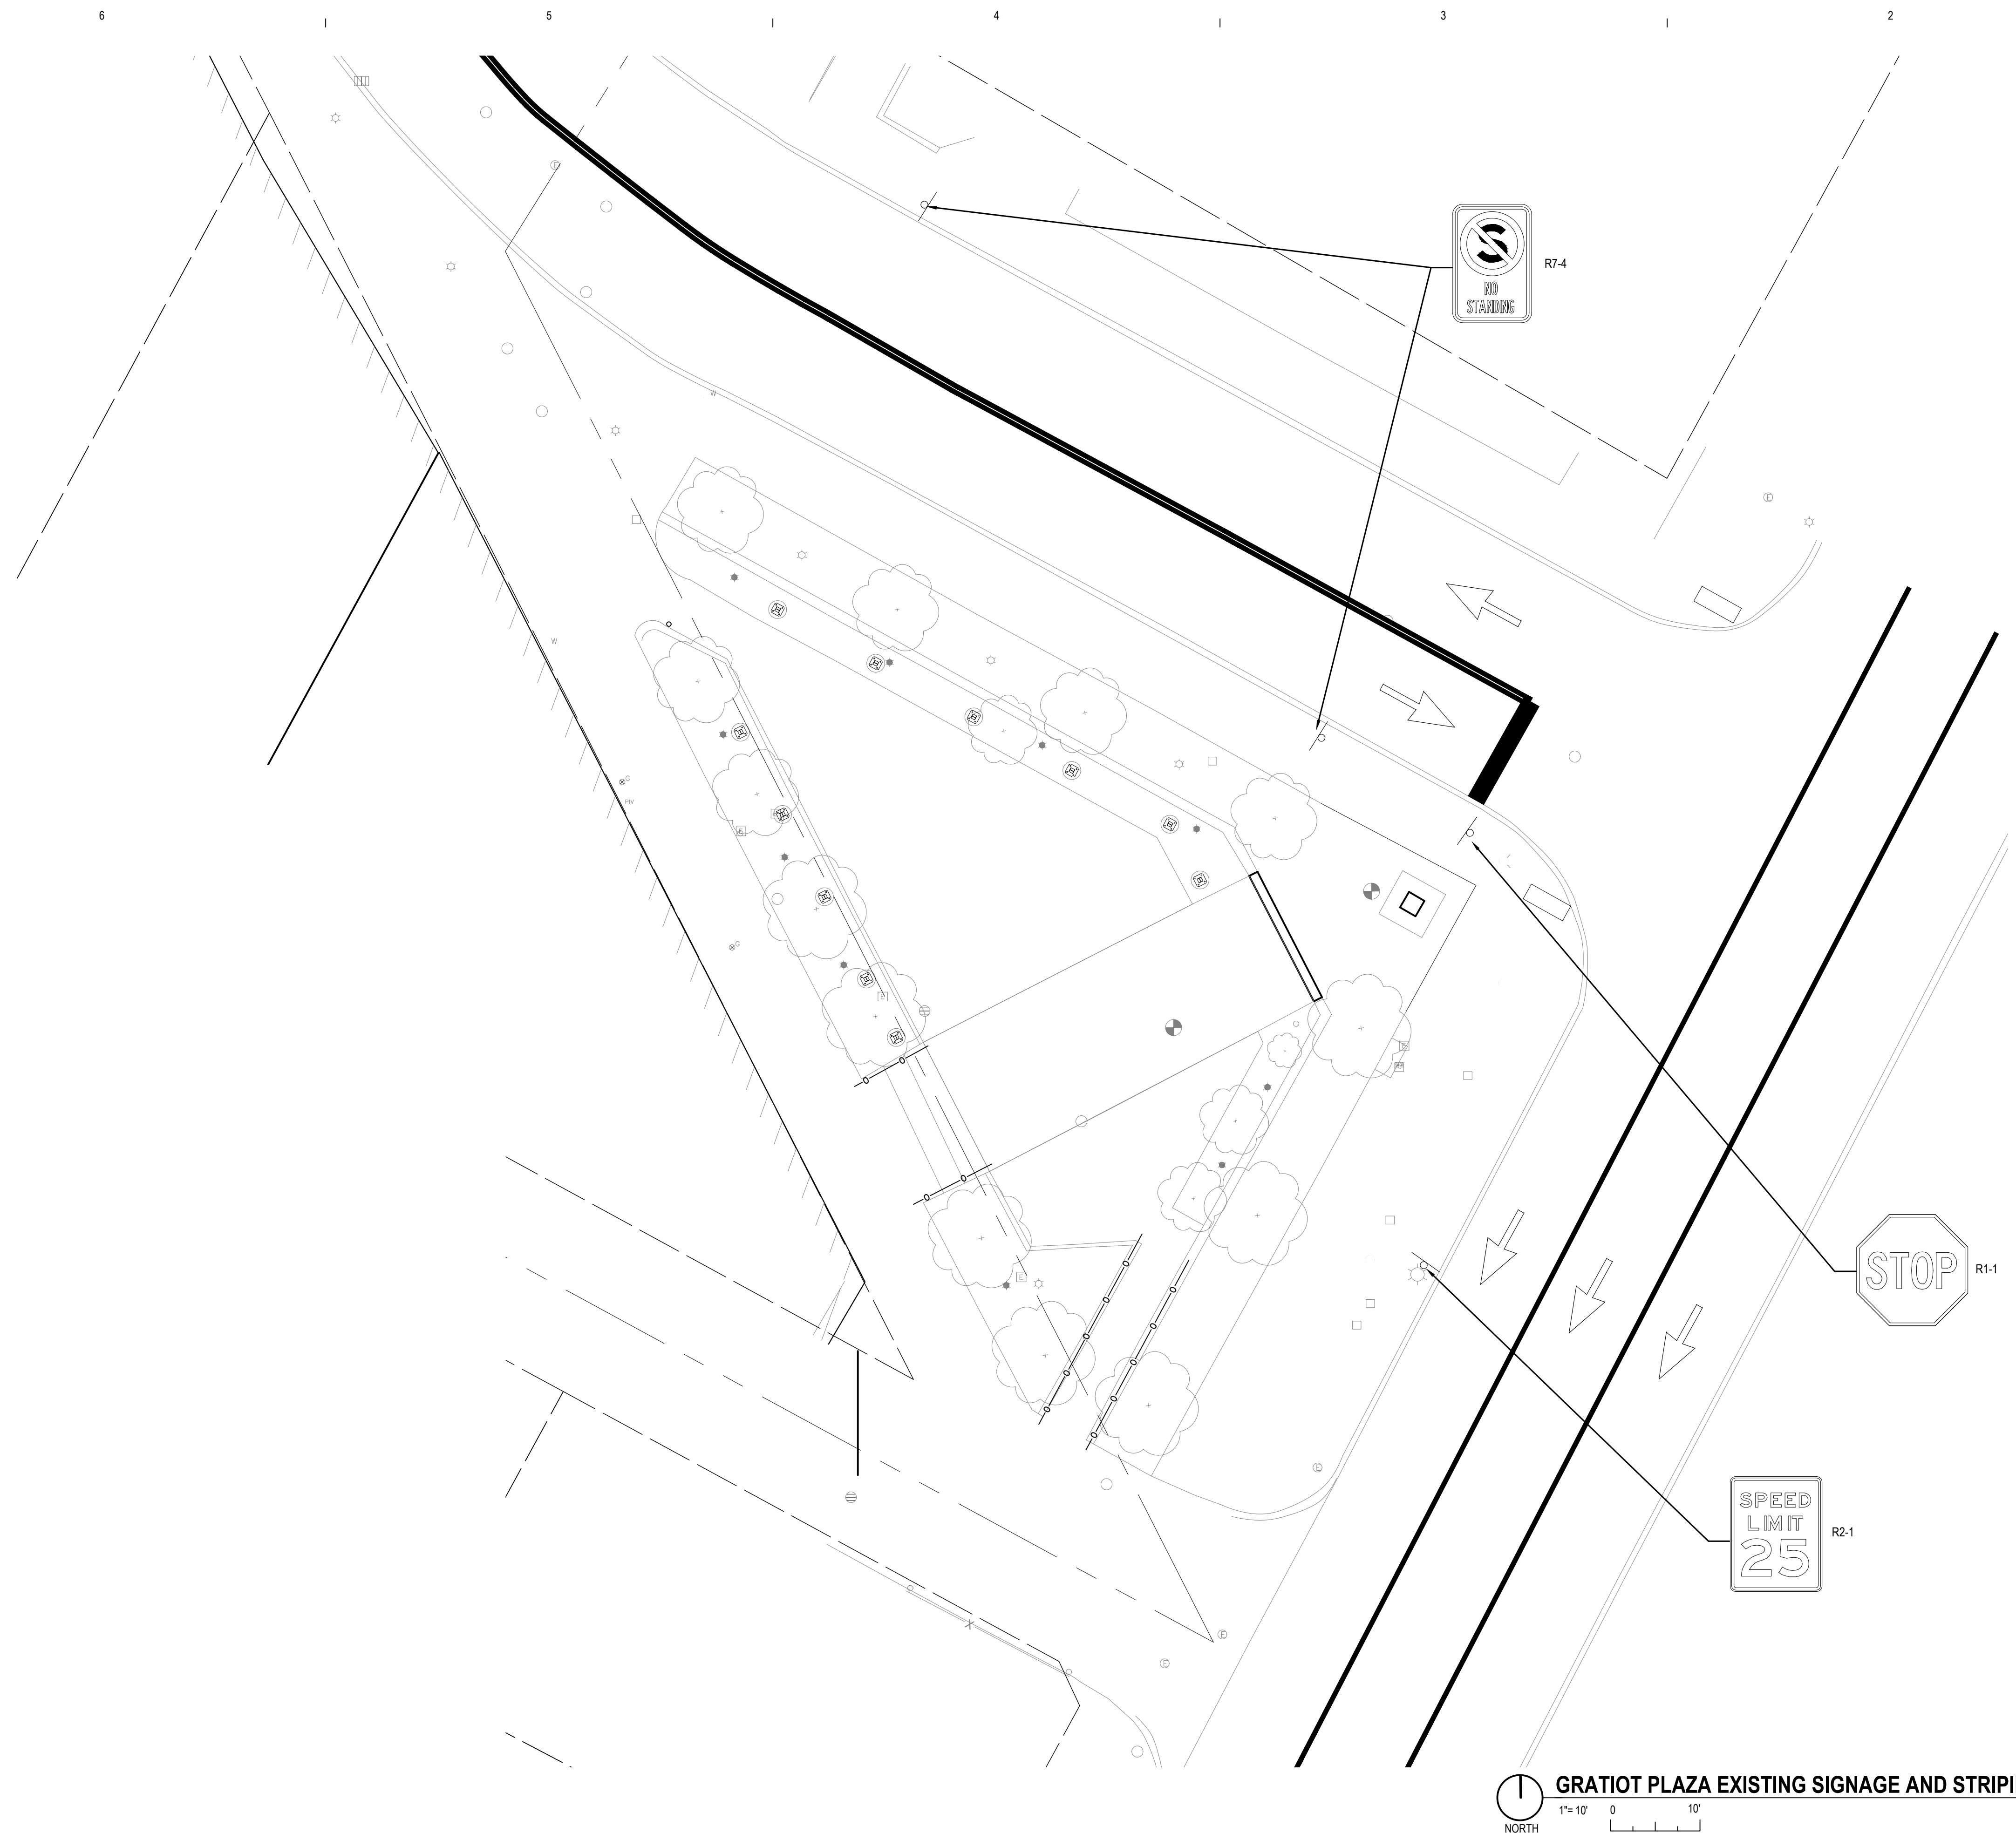 6 5 4 3 2
R7-4
NO
STANDING
E
W
E
W
G
PIV
G
E
E
STOP
R1-1
E
SPEED
LIMIT
25
R2-1
E
E
GRATIOT PLAZA EXISTING SIGNAGE AND STRIPI
1"= 10' 0 10'
NORTH